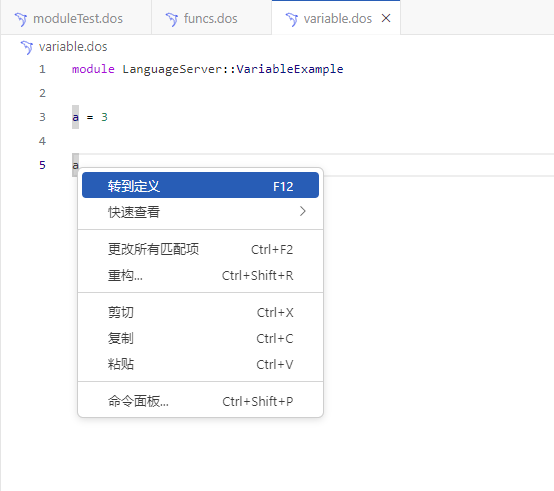 moduleTest.dos funcs.dos variable.dos
variable.dos
1 module LanguageServer::VariableExample
2
3 a = 3
4
5 a
转到定义 F12
快速查看
更改所有匹配项 Ctrl+F2
重构... Ctrl+Shift+R
剪切 Ctrl+X
复制 Ctrl+C
粘贴 Ctrl+V
命令面板... Ctrl+Shift+P